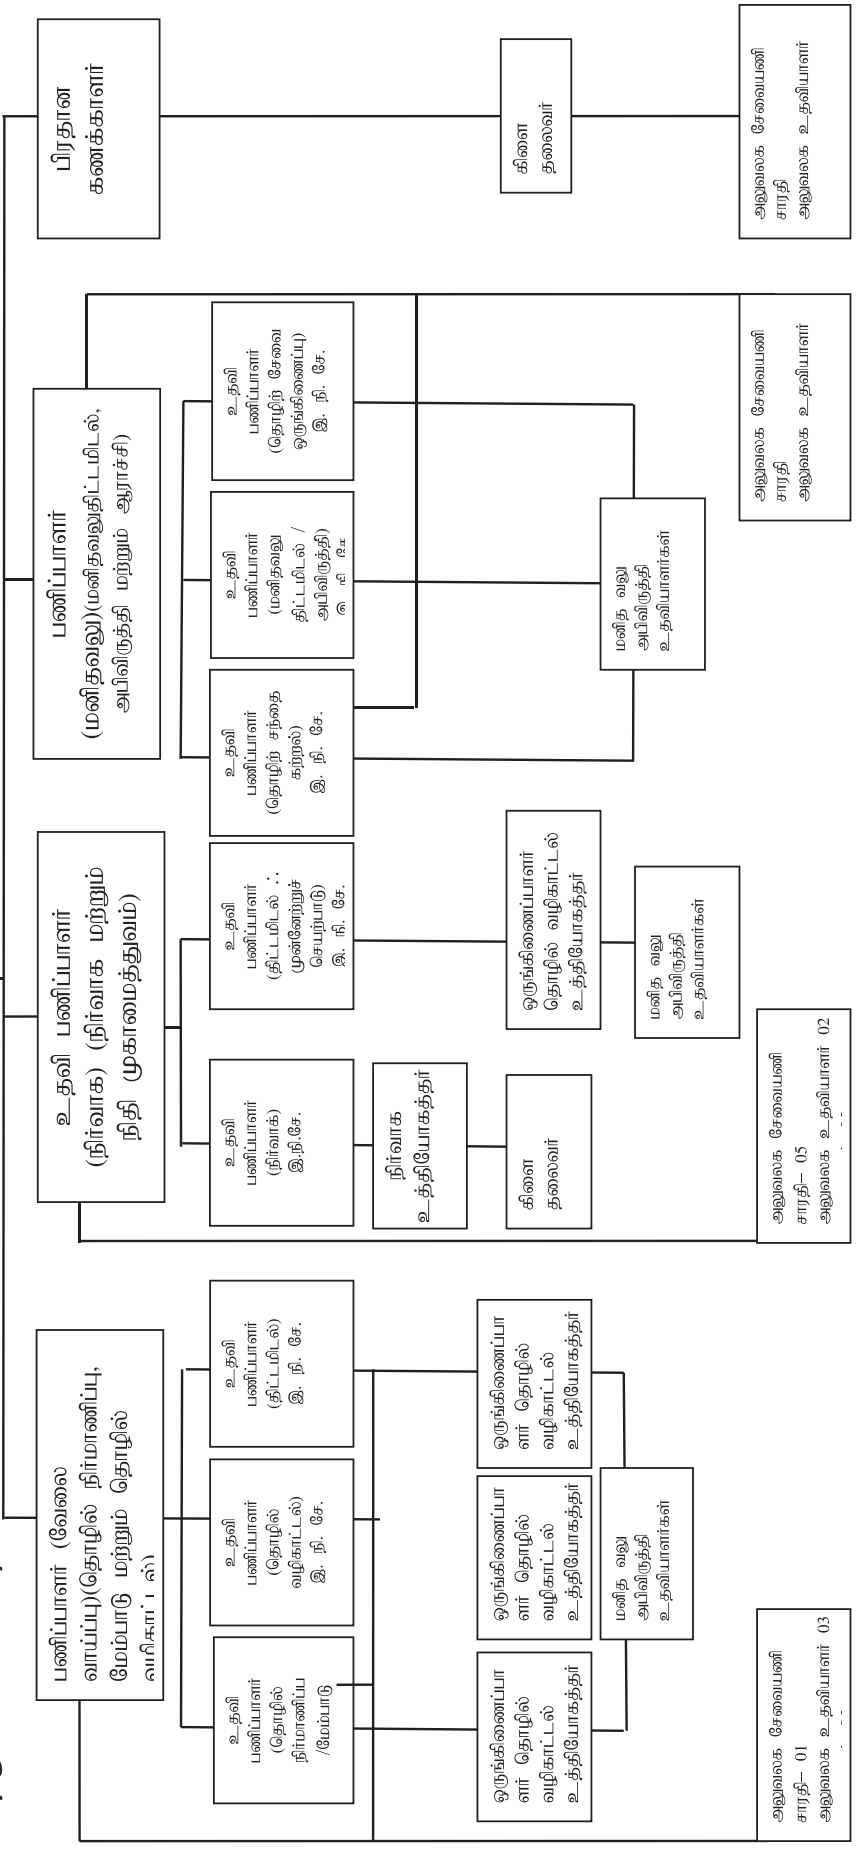 பணிப்பாளர் (வேலை
வாய்ப்பு)(தொழில் நிர்மாணிப்பு,
மேம்பாடு மற்றும் தொழில்
உதவி பணிப்பாளர்
(நிர்வாக) (நிர்வாக மற்றும்
நிதி முகாமைத்துவம்)
பணிப்பாளர்
(மனிதவலு)(மனிதவலுதிட்டமிடல்,
அபிவிருத்தி மற்றும் ஆராச்சி)
பிரதான
கணக்காளர்
உதவி
பணிப்பாளர்
(தொழில்
நிர்மாணிப்ப
/மேம்பாடு
உதவி
பணிப்பாளர்
(தொழில்
வழிகாட்டல்)
இ. நி. சே.
உதவி
பணிப்பாளர்
(திட்டமிடல்)
இ. நி. சே.
உதவி
பணிப்பாளர்
(நிர்வாக்)
இ.நி.சே.
உதவி
பணிப்பாளர்
(திட்டமிடல் ∴
முன்னேற்றுச்
செயற்பாடு)
இ. நி. சே.
உதவி
பணிப்பாளர்
(தொழிற் சந்தை
கற்றல்)
இ. நி. சே.
உதவி
பணிப்பாளர்
(மனிதவலு
திட்டமிடல் /
அபிவிருத்தி)
உதவி
பணிப்பாளர்
(தொழிற் சேவை
ஒருங்கிணைப்பு)
இ. நி. சே.
நிர்வாக
உத்தியோகத்தர்
ஒருங்கிணைப்பா
ளர் தொழில்
வழிகாட்டல்
உத்தியோகத்தர்
ஒருங்கிணைப்பா
ளர் தொழில்
வழிகாட்டல்
உத்தியோகத்தர்
ஒருங்கிணைப்பா
ளர் தொழில்
வழிகாட்டல்
உத்தியோகத்தர்
கிளை
தலைவர்
ஒருங்கிணைப்பாளர்
தொழில் வழிகாட்டல்
உத்தியோகத்தர்
கிளை
தலைவர்
மனித வலு
அபிவிருத்தி
உதவியாளர்கள்
மனித வலு
அபிவிருத்தி
உதவியாளர்கள்
மனித வலு
அபிவிருத்தி
உதவியாளர்கள்
அலுவலக சேவையணி
சாரதி– 01
அலுவலக உதவியாளர் 03
அலுவலக சேவையணி
சாரதி– 05
அலுவலக உதவியாளர் 02
அலுவலக சேவையணி
சாரதி
அலுவலக உதவியாளர்
அலுவலக சேவையணி
சாரதி
அலுவலக உதவியாளர்